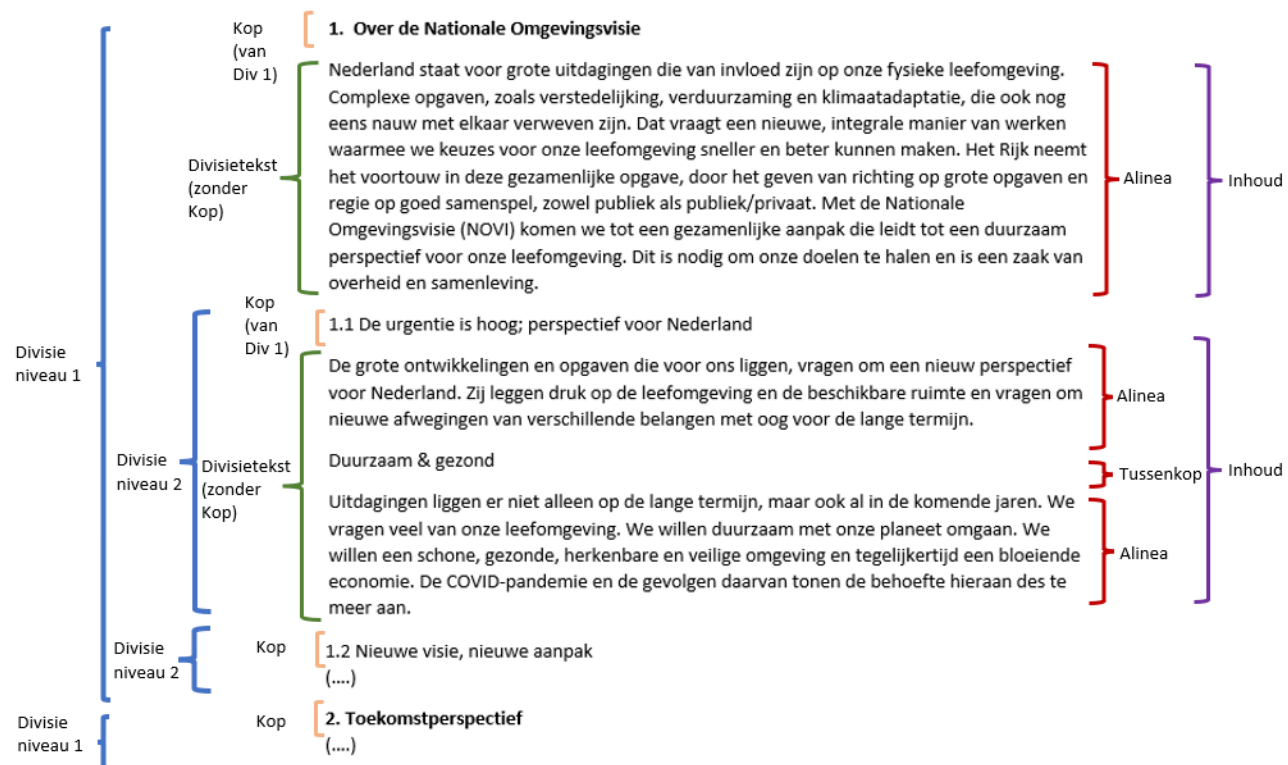 Kop
(van
Div 1)
1. Over de Nationale Omgevingsvisie
Nederland staat voor grote uitdagingen die van invloed zijn op onze fysieke leefomgeving.
Complexe opgaven, zoals verstedelijking, verduurzaming en klimaatadaptatie, die ook nog
eens nauw met elkaar verweven zijn. Dat vraagt een nieuwe, integrale manier van werken
waarmee we keuzes voor onze leefomgeving sneller en beter kunnen maken. Het Rijk neemt
het voortouw in deze gezamenlijke opgave, door het geven van richting op grote opgaven en
regie op goed samenspel, zowel publiek als publiek/privaat. Met de Nationale
Omgevingsvisie (NOVI) komen we tot een gezamenlijke aanpak die leidt tot een duurzaam
perspectief voor onze leefomgeving. Dit is nodig om onze doelen te halen en is een zaak van
overheid en samenleving.
Divisietekst
(zonder
Kop)
Alinea
Inhoud
Divisie
niveau 1
Kop
(van
Div 1)
1.1 De urgentie is hoog; perspectief voor Nederland
De grote ontwikkelingen en opgaven die voor ons liggen, vragen om een nieuw perspectief
voor Nederland. Zij leggen druk op de leefomgeving en de beschikbare ruimte en vragen om
nieuwe afwegingen van verschillende belangen met oog voor de lange termijn.
Alinea
Divisie
niveau 2
Divisietekst
(zonder
Kop)
Duurzaam & gezond
Tussenkop
Inhoud
Uitdagingen liggen er niet alleen op de lange termijn, maar ook al in de komende jaren. We
vragen veel van onze leefomgeving. We willen duurzaam met onze planeet omgaan. We
willen een schone, gezonde, herkenbare en veilige omgeving en tegelijkertijd een bloeiende
economie. De COVID-pandemie en de gevolgen daarvan tonen de behoefte hieraan des te
meer aan.
Alinea
Divisie
niveau 2
Kop
1.2 Nieuwe visie, nieuwe aanpak
(....)
Divisie
niveau 1
Kop
2. Toekomstperspectief
(....)